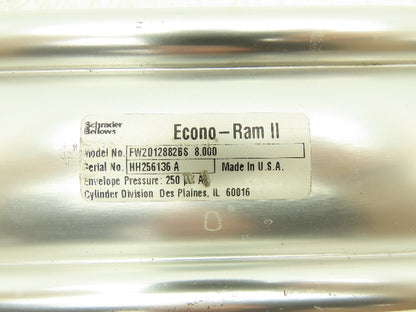 Schrader
Bellows
Econo-Ram II
Model No. FW2D12882BS 8.000
Serial No. HH256136 A Made In U.S.A.
Envelope Pressure: 250 A
Cylinder Division Des Plaines, IL 60016